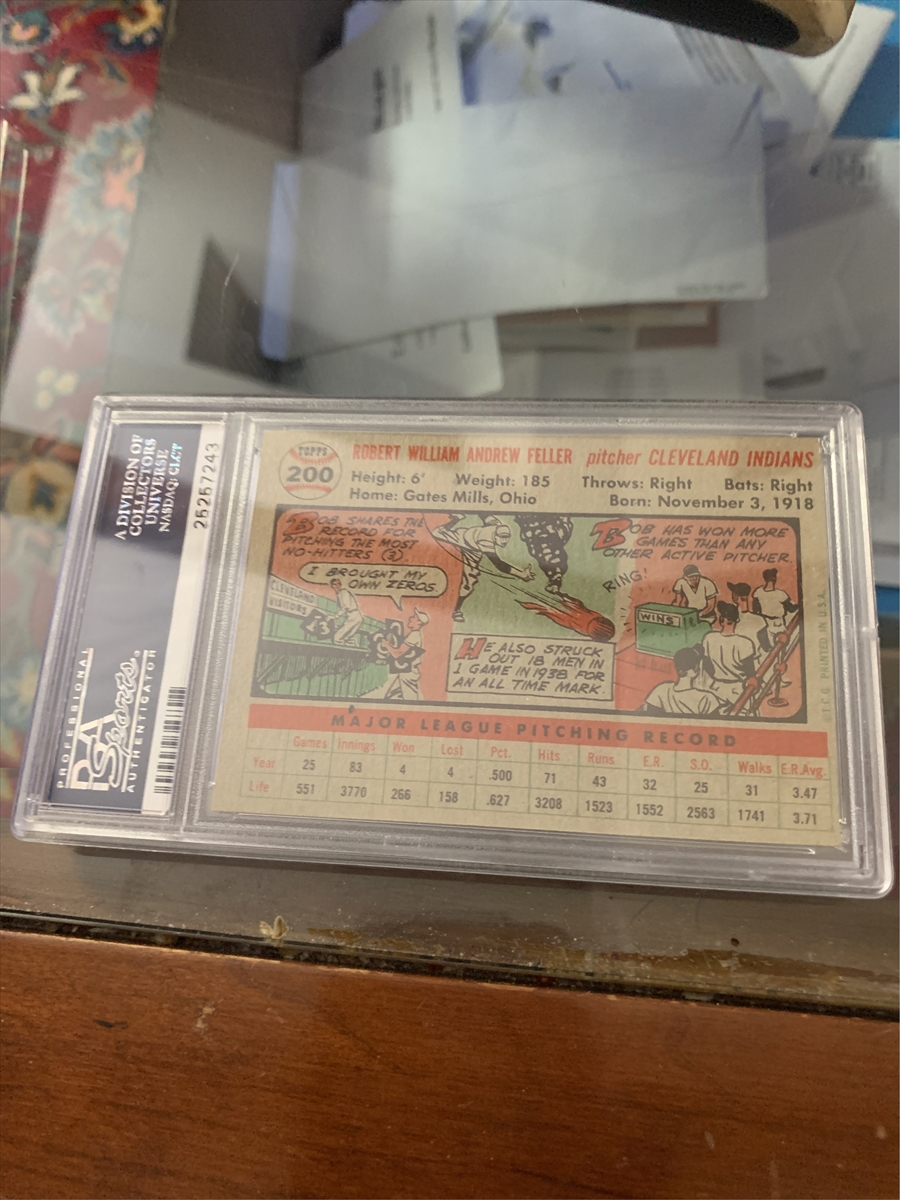 A DIVISION OF
COLLECTORS
UNIVERSE
NASDAQ: CLCT
25257243
PROFESSIONAL
PSA
Sports
AUTHENTICATOR
TOPPS
200
ROBERT WILLIAM ANDREW FELLER pitcher CLEVELAND INDIANS
Height: 6' Weight: 185 Throws: Right Bats: Right
Home: Gates Mills, Ohio Born: November 3, 1918
BOB SHARES THE
RECORD FOR
PITCHING THE MOST
NO-HITTERS (3).
I BROUGHT MY
OWN ZEROS.
CLEVELAND
VISITORS
HE ALSO STRUCK
OUT 18 MEN IN
1 GAME IN 1938 FOR
AN ALL TIME MARK.
BOB HAS WON MORE
GAMES THAN ANY
OTHER ACTIVE PITCHER.
RING!
WINS
T.C.G. PRINTED IN U.S.A.
MAJOR LEAGUE PITCHING RECORD
Games Innings Won Lost Pct. Hits Runs E.R. S.O. Walks E.R.Avg.
Year 25 83 4 4 .500 71 43 32 25 31 3.47
Life 551 3770 266 158 .627 3208 1523 1552 2563 1741 3.71